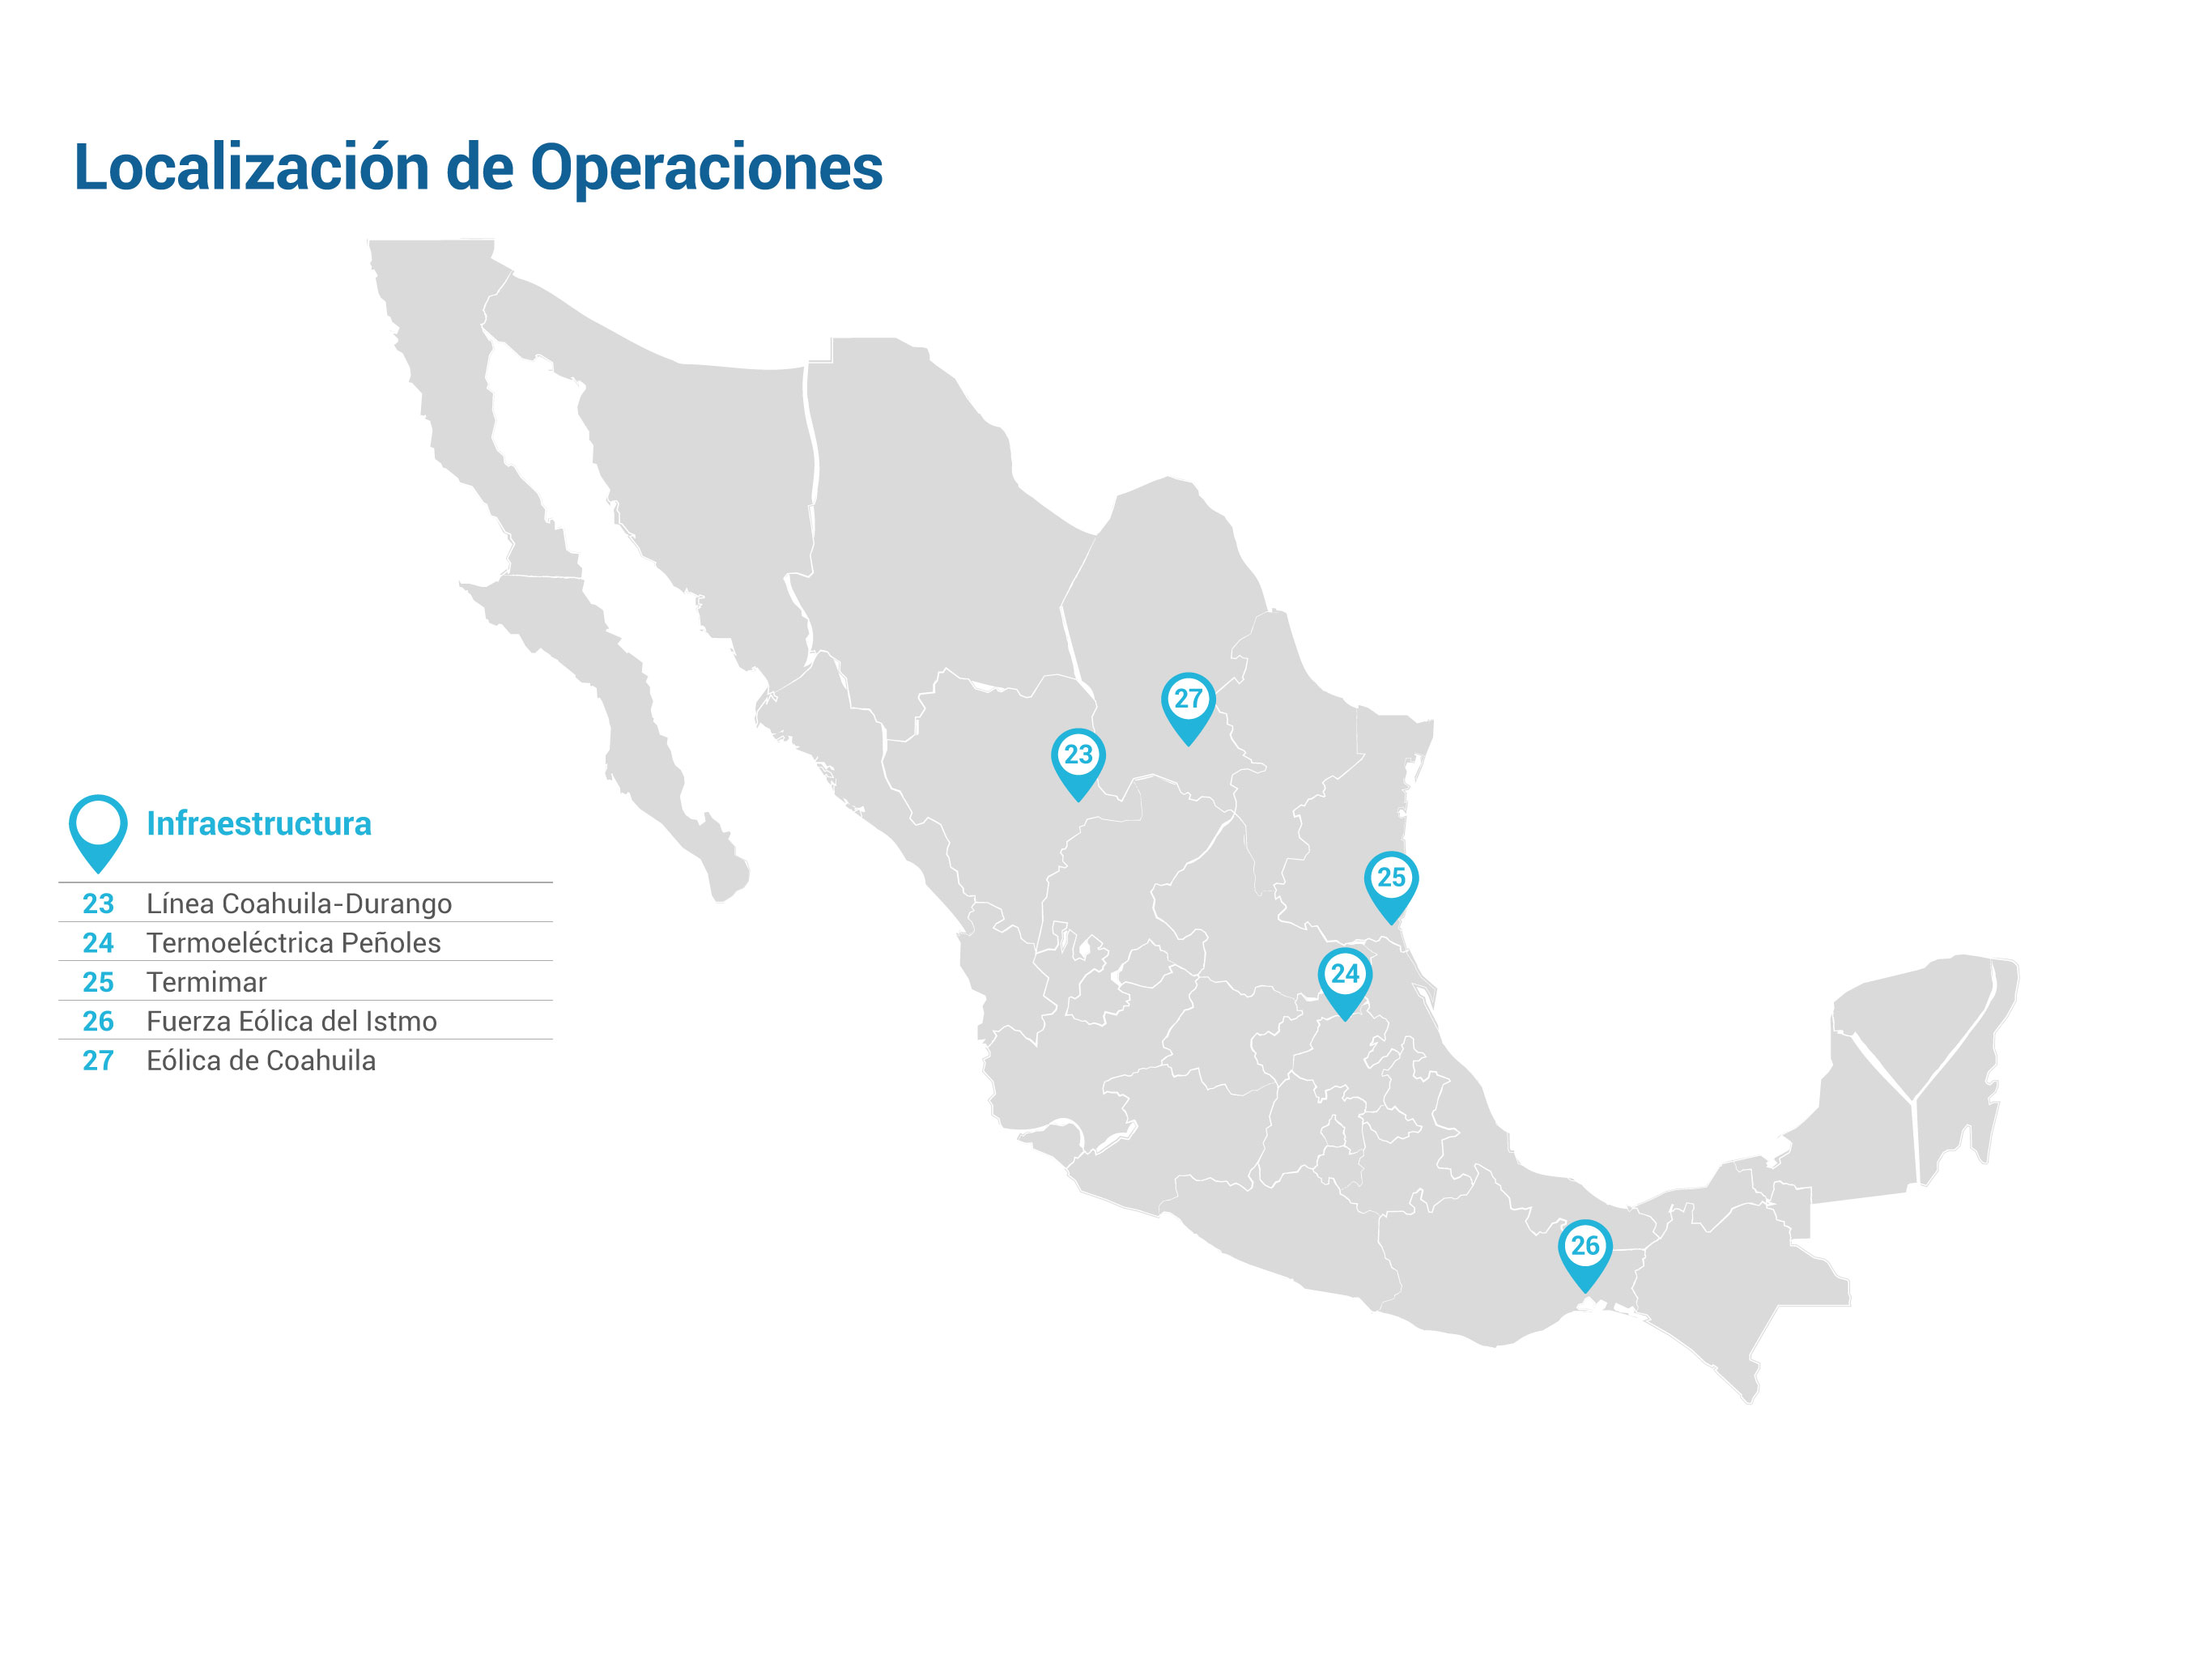 Localización de Operaciones
27
23
25
24
26
Infraestructura
23 Línea Coahuila-Durango
24 Termoeléctrica Peñoles
25 Termimar
26 Fuerza Eólica del Istmo
27 Eólica de Coahuila